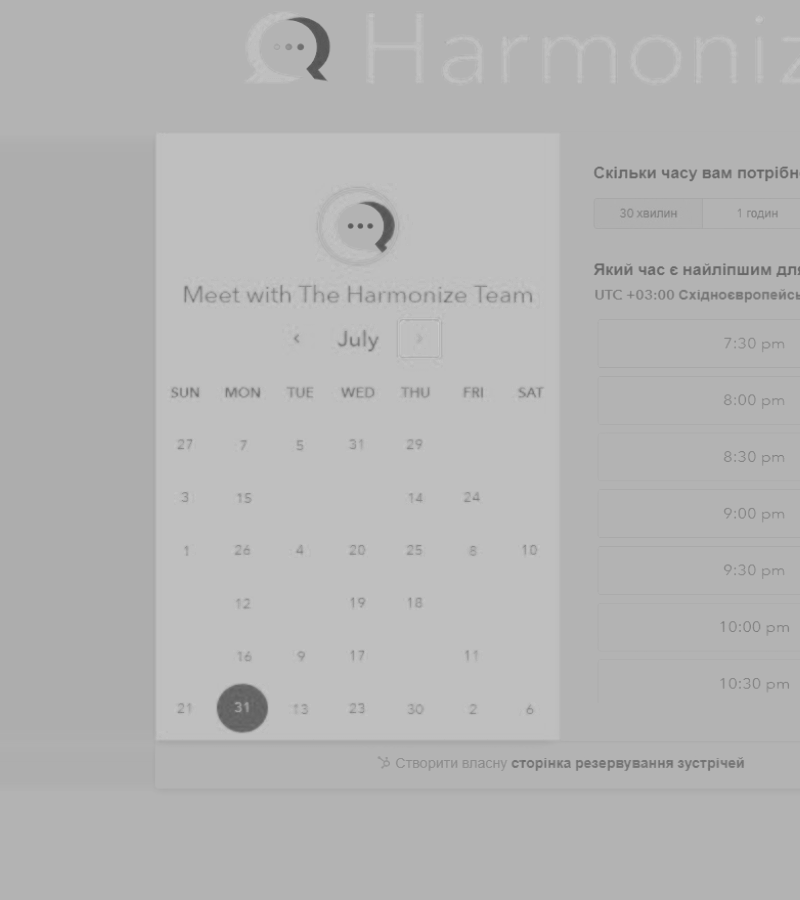 Harmoniz
Meet with The Harmonize Team
July
SUN MON TUE WED THU FRI SAT
27 7 5 31 29
3 15 14 24
1 26 4 20 25 8 10
12 19 18
16 9 17 11
21 31 13 23 30 2 6
Скільки часу вам потрібн
30 хвилин 1 годин
Який час є найліпшим для
UTC +03:00 Східноєвропейсь
7:30 pm
8:00 pm
8:30 pm
9:00 pm
9:30 pm
10:00 pm
10:30 pm
Створити власну сторінка резервування зустрічей